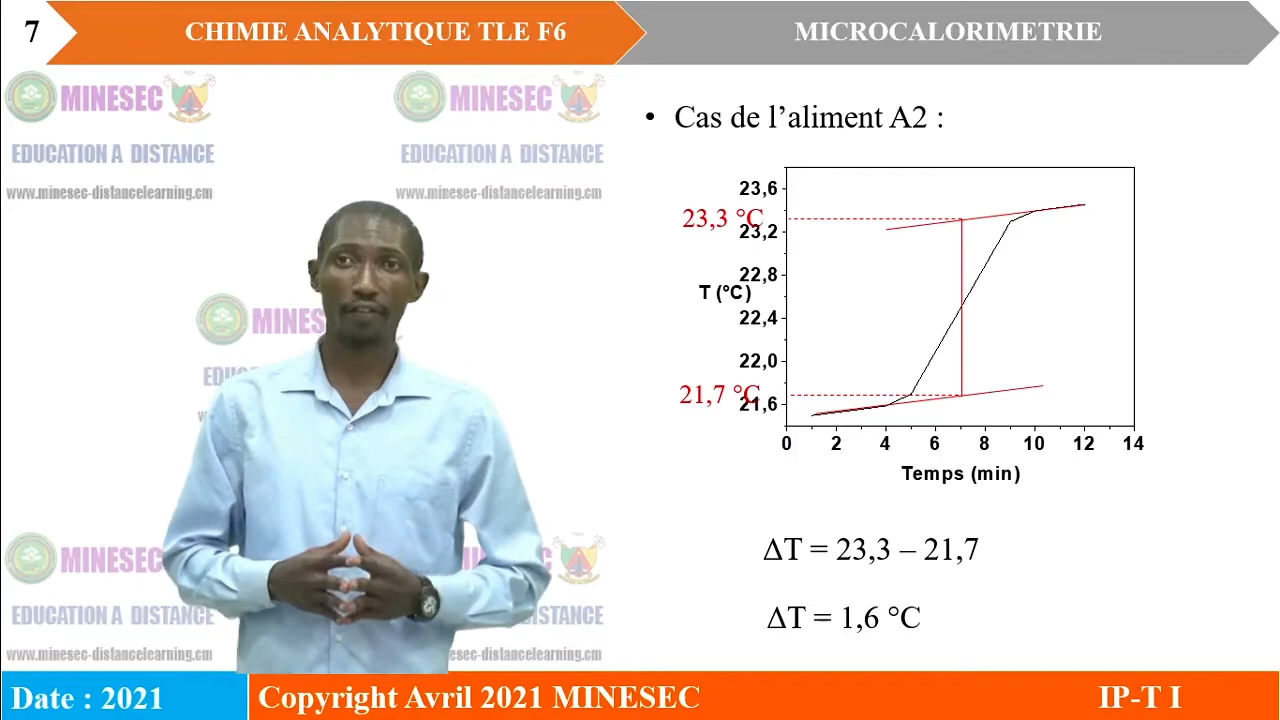 7
CHIMIE ANALYTIQUE TLE F6
MICROCALORIMETRIE
MINESEC
EDUCATION A DISTANCE
www.minesec-distancelearning.cm
MINESEC
EDUCATION A DISTANCE
www.minesec-distancelearning.cm
MINES
EDU
w
MINESEC
EDUCATION A DISTANCE
www.minesec-distancelearning.cm
MINESEC
DISTANCE
esec-distancelearning.cm
• Cas de l’aliment A2 :
23,6
23,3 °C
23,2
22,8
T (°C)
22,4
22,0
21,7 °C
21,6
0 2 4 6 8 10 12 14
Temps (min)
ΔT = 23,3 – 21,7
ΔT = 1,6 °C
Date : 2021
Copyright Avril 2021 MINESEC
IP-T I